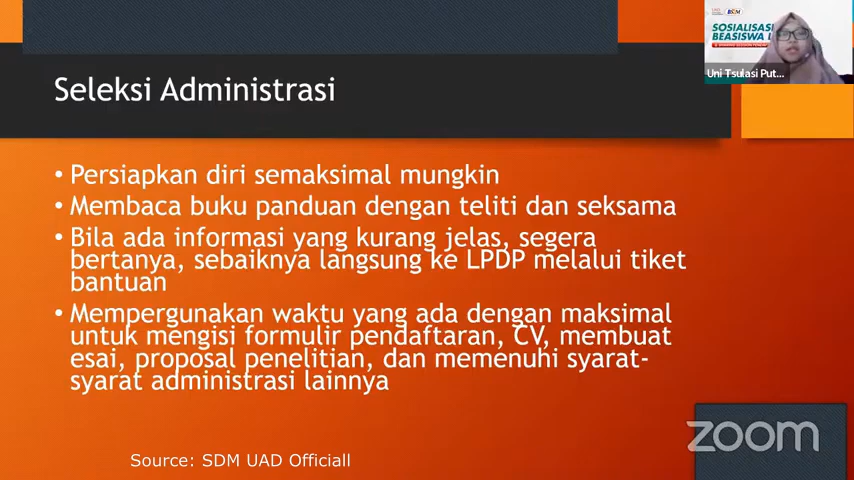 SOSIALISASI
BEASISWA L
Uni Tsulasi Put...
Seleksi Administrasi
• Persiapkan diri semaksimal mungkin
• Membaca buku panduan dengan teliti dan seksama
• Bila ada informasi yang kurang jelas, segera
bertanya, sebaiknya langsung ke LPDP melalui tiket
bantuan
• Mempergunakan waktu yang ada dengan maksimal
untuk mengisi formulir pendaftaran, CV, membuat
esai, proposal penelitian, dan memenuhi syarat-
syarat administrasi lainnya
Source: SDM UAD Officiall
zoom